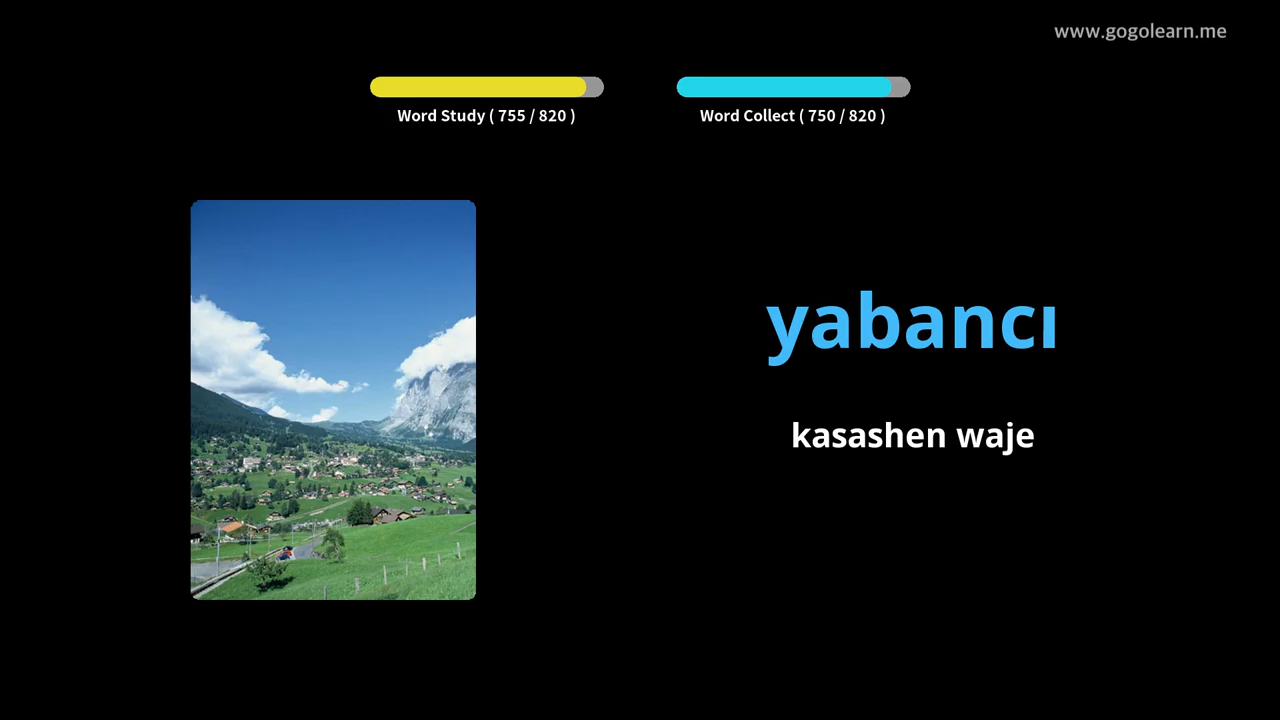 www.gogolearn.me
Word Study ( 755 / 820 )
Word Collect ( 750 / 820 )
yabancı
kasashen waje